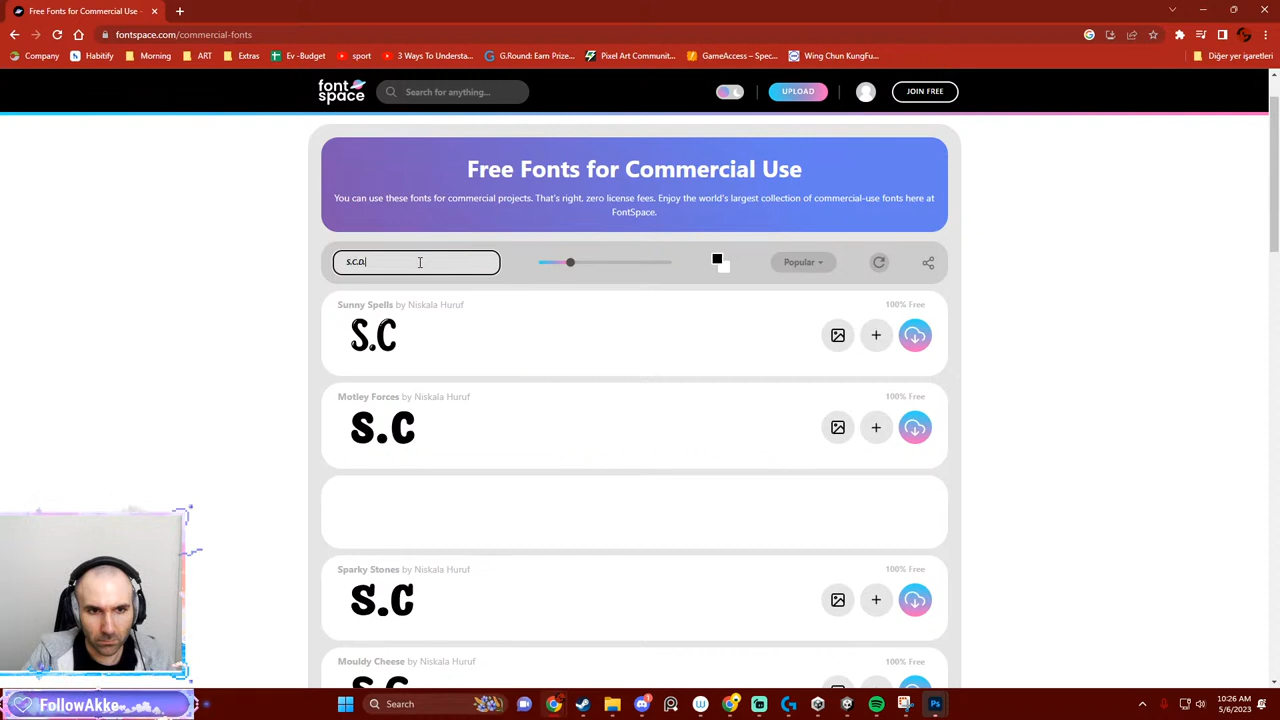 Free Fonts for Commercial Use -
fontspace.com/commercial-fonts
Company
Habitify
Morning
ART
Extras
Ev -Budget
sport
3 Ways To Understa...
G.Round: Earn Prize...
Pixel Art Communit...
GameAccess – Spec...
Wing Chun KungFu...
Diğer yer işaretleri
font space
Search for anything...
UPLOAD
JOIN FREE
Free Fonts for Commercial Use
You can use these fonts for commercial projects. That's right, zero license fees. Enjoy the world's largest collection of commercial-use fonts here at
FontSpace.
S.C.D.
Popular
Sunny Spells by Niskala Huruf
100% Free
S.C
Motley Forces by Niskala Huruf
100% Free
S.C
Sparky Stones by Niskala Huruf
100% Free
S.C
Mouldy Cheese by Niskala Huruf
100% Free
S.C
FollowAkke
Search
Ps
10:26 AM
5/6/2023